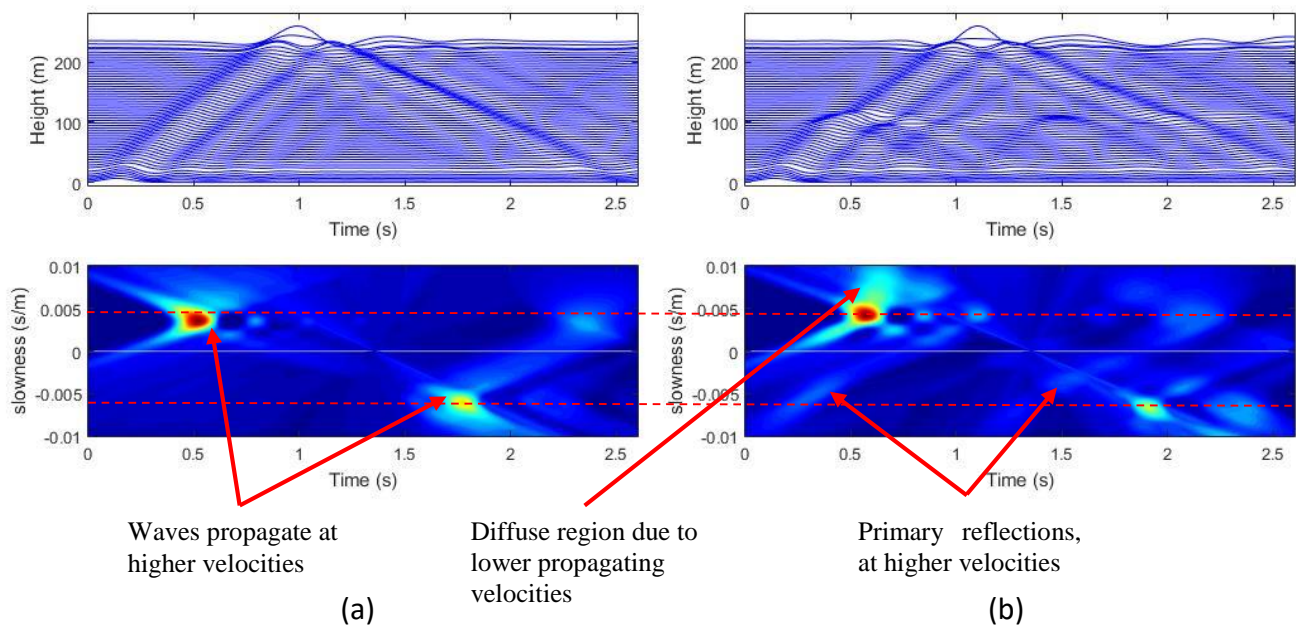 Height (m)
200
100
0
0
0.5
1
1.5
2
2.5
Time (s)
Height (m)
200
100
0
0
0.5
1
1.5
2
2.5
Time (s)
slowness (s/m)
0.01
0.005
0
-0.005
-0.01
0
0.5
1
1.5
2
2.5
Time (s)
slowness (s/m)
0.01
0.005
0
-0.005
-0.01
0
0.5
1
1.5
2
2.5
Time (s)
Waves propagate at
higher velocities
Diffuse region due to
lower propagating
velocities
Primary reflections,
at higher velocities
(a)
(b)